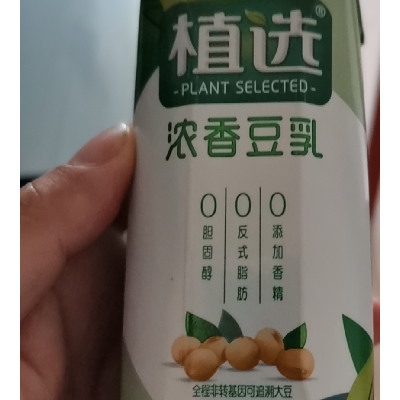 植选®
-PLANT SELECTED-
浓香豆乳
0 0 0
胆固醇 反式脂肪 添加香精
全程非转基因可追溯大豆